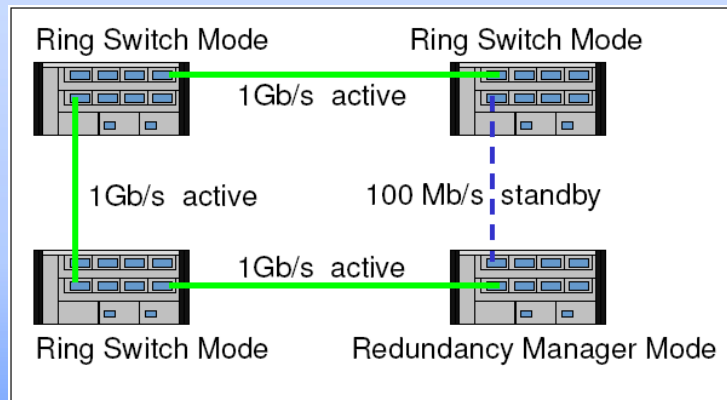 Ring Switch Mode
Ring Switch Mode
1Gb/s active
1Gb/s active
100 Mb/s standby
1Gb/s active
Ring Switch Mode
Redundancy Manager Mode